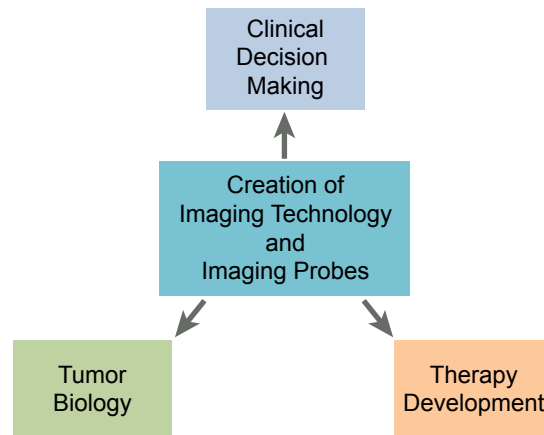 Clinical
Decision
Making
Creation of
Imaging Technology
and
Imaging Probes
Tumor
Biology
Therapy
Development